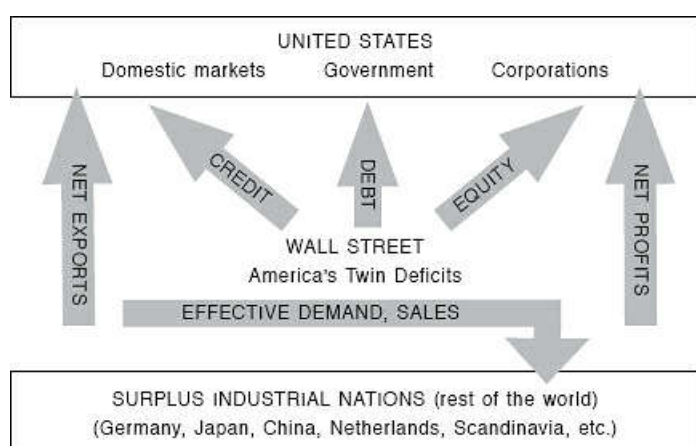 UNITED STATES
Domestic markets Government Corporations
NET EXPORTS
CREDIT
DEBT
EQUITY
NET PROFITS
WALL STREET
America's Twin Deficits
EFFECTIVE DEMAND, SALES
SURPLUS INDUSTRIAL NATIONS (rest of the world)
(Germany, Japan, China, Netherlands, Scandinavia, etc.)